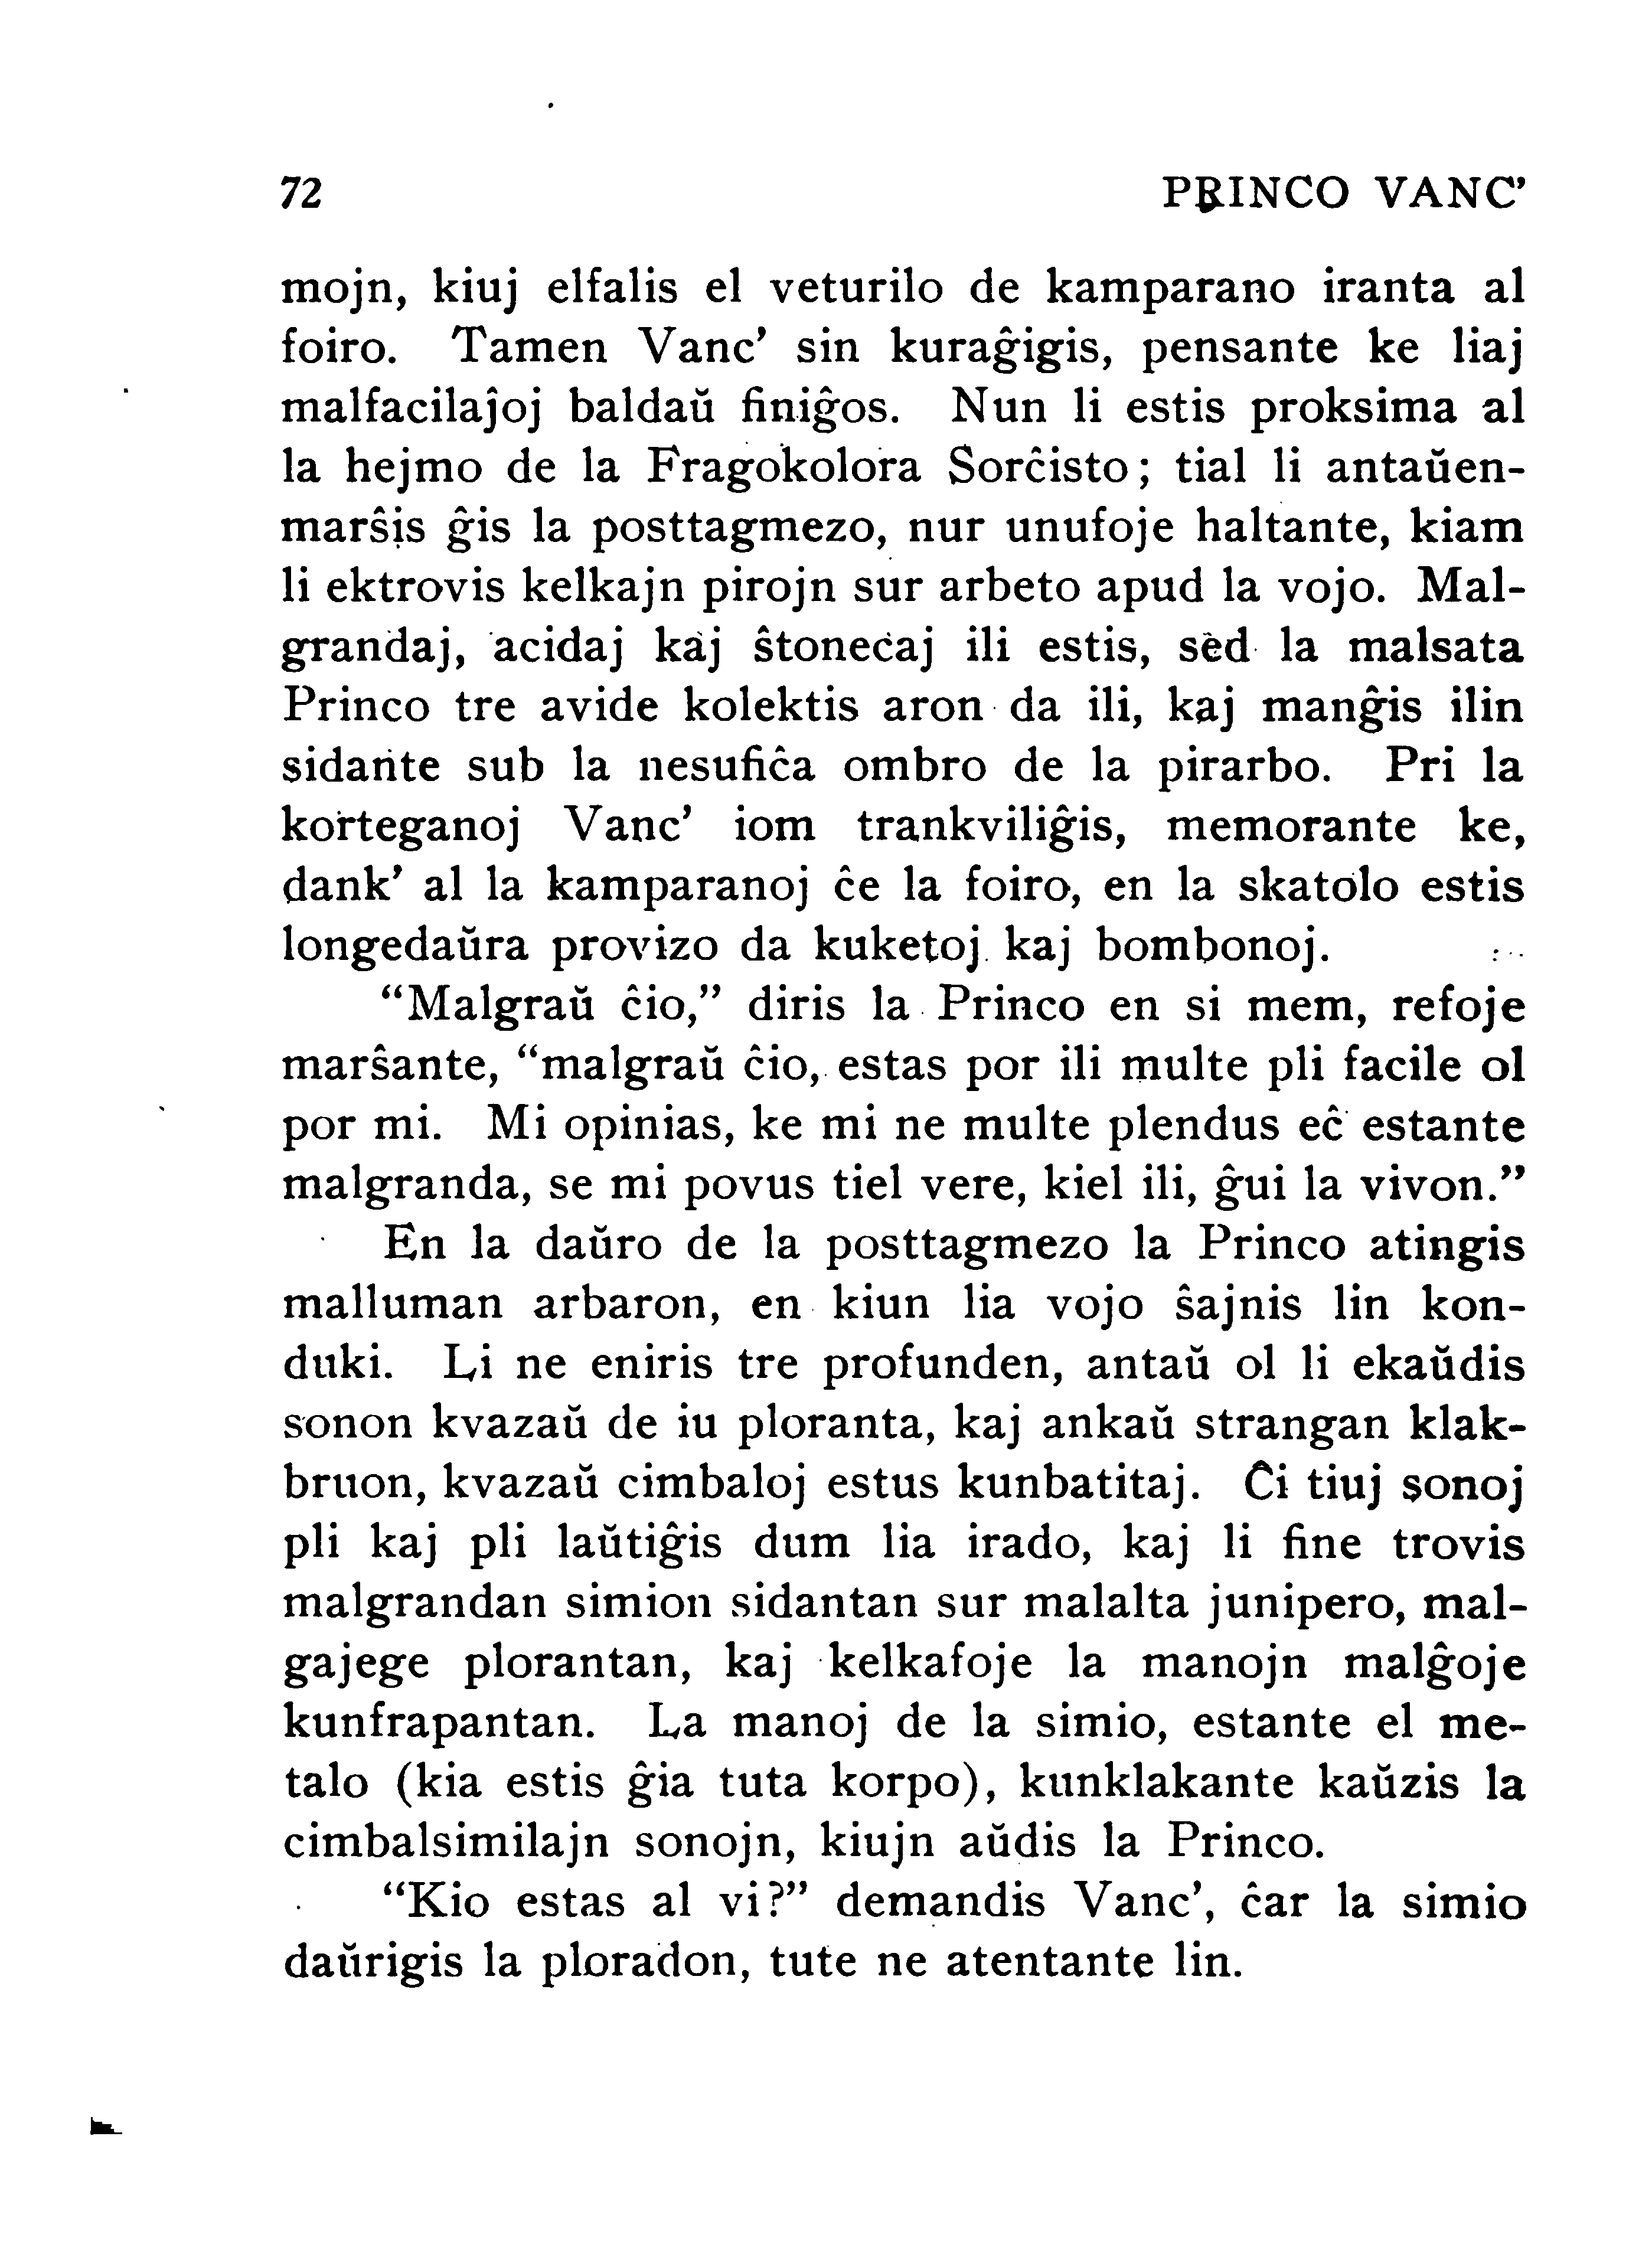 72 PRINCO VANC’
mojn, kiuj elfalis el veturilo de kamparano iranta al
foiro. Tamen Vanc’ sin kuraĝigis, pensante ke liaj
malfacilaĵoj baldaŭ finiĝos. Nun li estis proksima al
la hejmo de la Fragokolora Sorĉisto; tial li antaŭen-
marŝis ĝis la posttagmezo, nur unufoje haltante, kiam
li ektrovis kelkajn pirojn sur arbeto apud la vojo. Mal-
grandaj, acidaj kaj ŝtonecaj ili estis, sed la malsata
Princo tre avide kolektis aron da ili, kaj manĝis ilin
sidante sub la nesufiĉa ombro de la pirarbo. Pri la
korteganoj Vanc’ iom trankviliĝis, memorante ke,
dank’ al la kamparanoj ĉe la foiro, en la skatolo estis
longedaŭra provizo da kuketoj kaj bombonoj.
“Malgraŭ ĉio,” diris la Princo en si mem, refoje
marŝante, “malgraŭ ĉio, estas por ili multe pli facile ol
por mi. Mi opinias, ke mi ne multe plendus eĉ estante
malgranda, se mi povus tiel vere, kiel ili, ĝui la vivon.”
En la daŭro de la posttagmezo la Princo atingis
malluman arbaron, en kiun lia vojo ŝajnis lin kon-
duki. Li ne eniris tre profunden, antaŭ ol li ekaŭdis
sonon kvazaŭ de iu ploranta, kaj ankaŭ strangan klak-
bruon, kvazaŭ cimbaloj estus kunbatitaj. Ĉi tiuj sonoj
pli kaj pli laŭtiĝis dum lia irado, kaj li fine trovis
malgrandan simion sidantan sur malalta junipero, mal-
gajege plorantan, kaj kelkafoje la manojn malĝoje
kunfrapantan. La manoj de la simio, estante el me-
talo (kia estis ĝia tuta korpo), kunklakante kaŭzis la
cimbalsimilajn sonojn, kiujn aŭdis la Princo.
“Kio estas al vi?” demandis Vanc’, ĉar la simio
daŭrigis la ploradon, tute ne atentante lin.